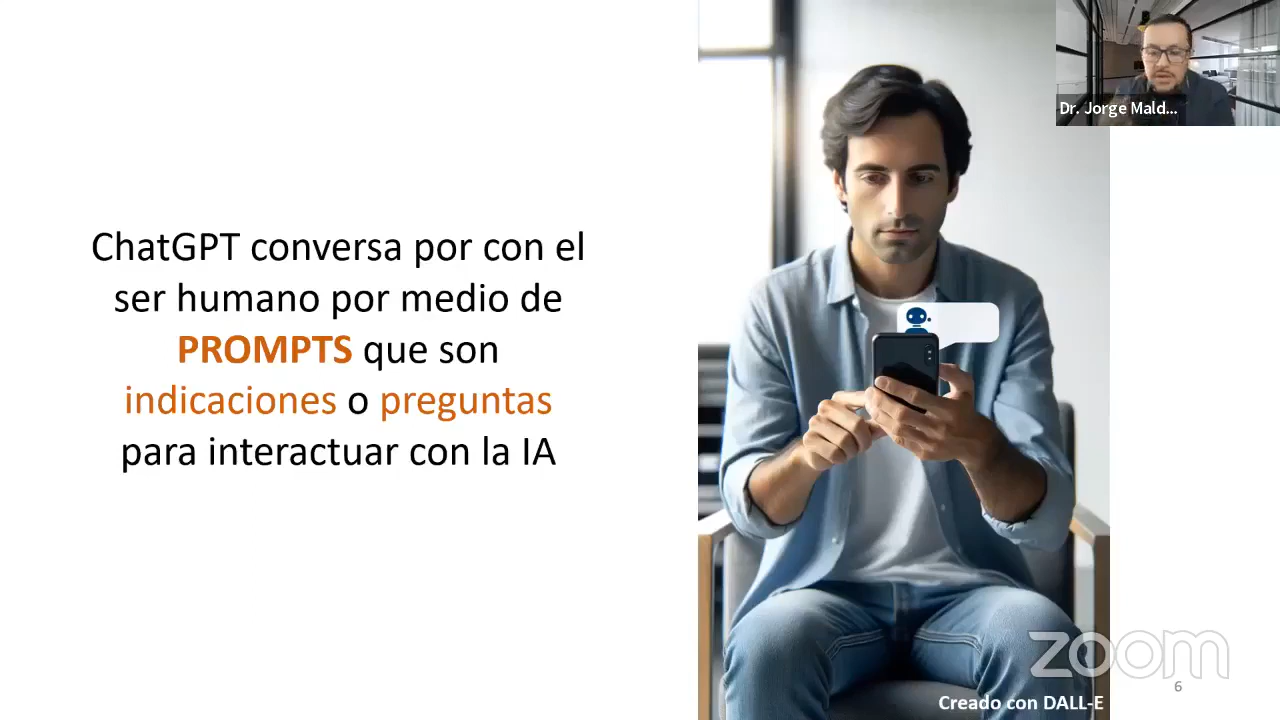 ChatGPT conversa por con el
ser humano por medio de
PROMPTS que son
indicaciones o preguntas
para interactuar con la IA
Dr. Jorge Mald...
zoom
6
Creado con DALL-E